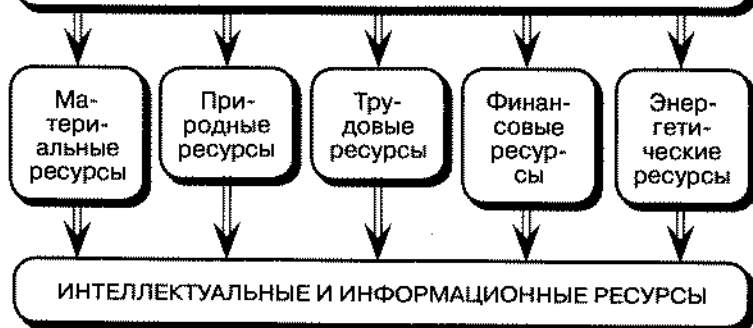 Ма-
тери-
альные
ресурсы
При-
родные
ресурсы
Тру-
довые
ресурсы
Финан-
совые
ресур-
сы
Энер-
гети-
ческие
ресурсы
ИНТЕЛЛЕКТУАЛЬНЫЕ И ИНФОРМАЦИОННЫЕ РЕСУРСЫ